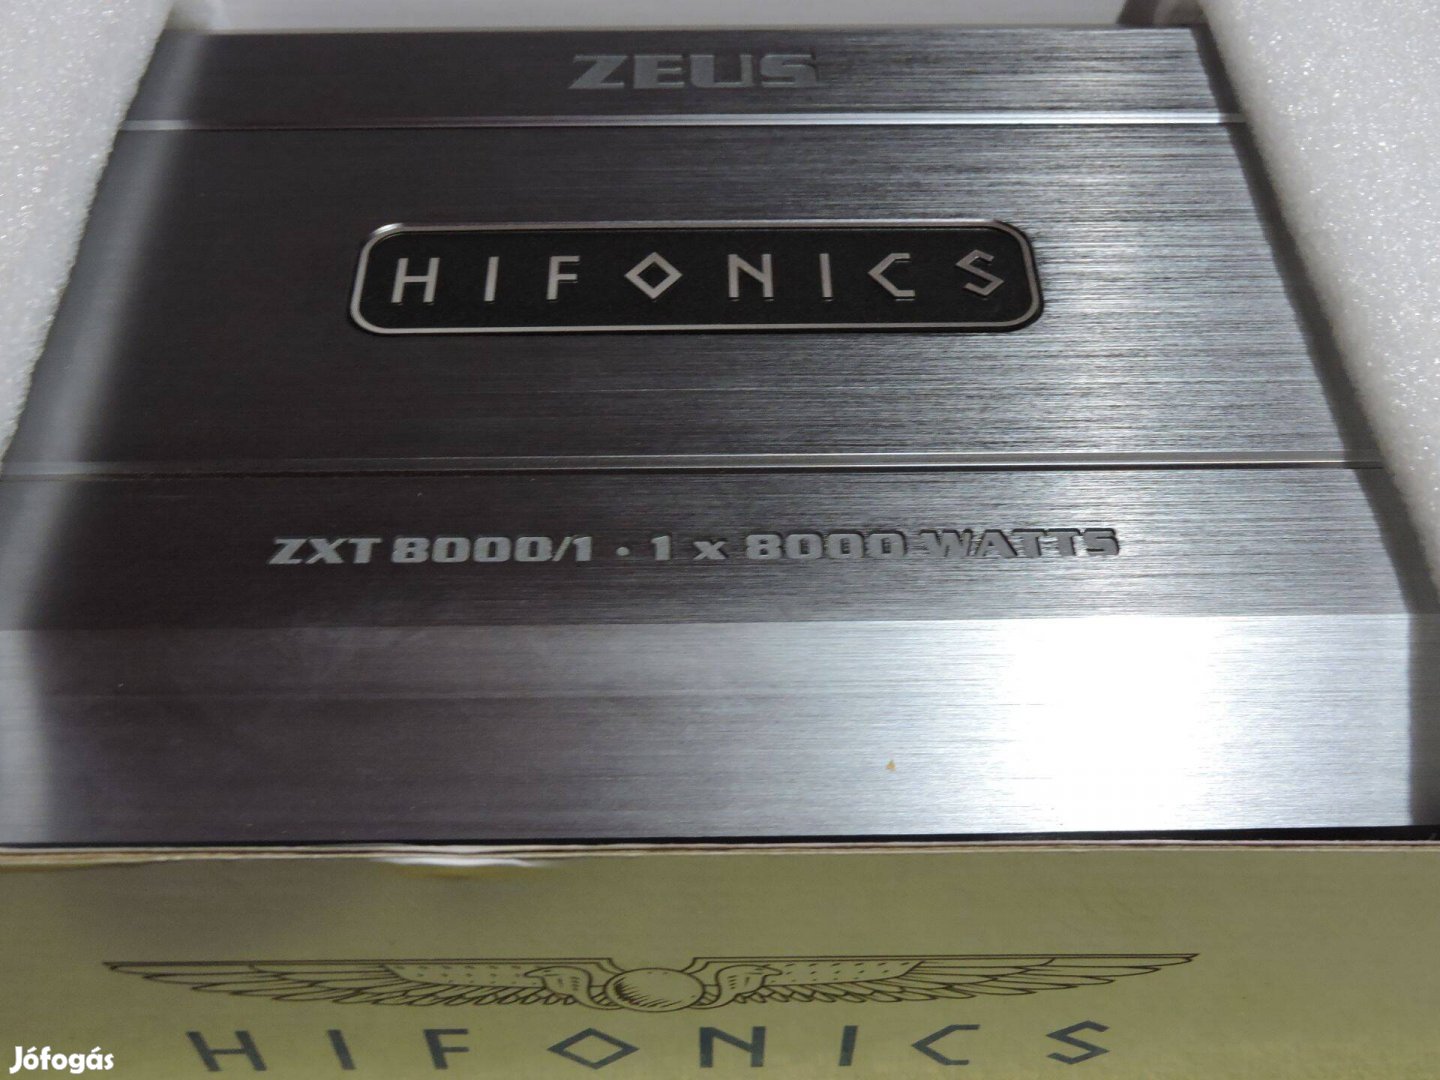 ZEUS
HIFONICS
ZXT 8000/1 · 1 x 8000 WATTS
HIFONICS
Jófogás